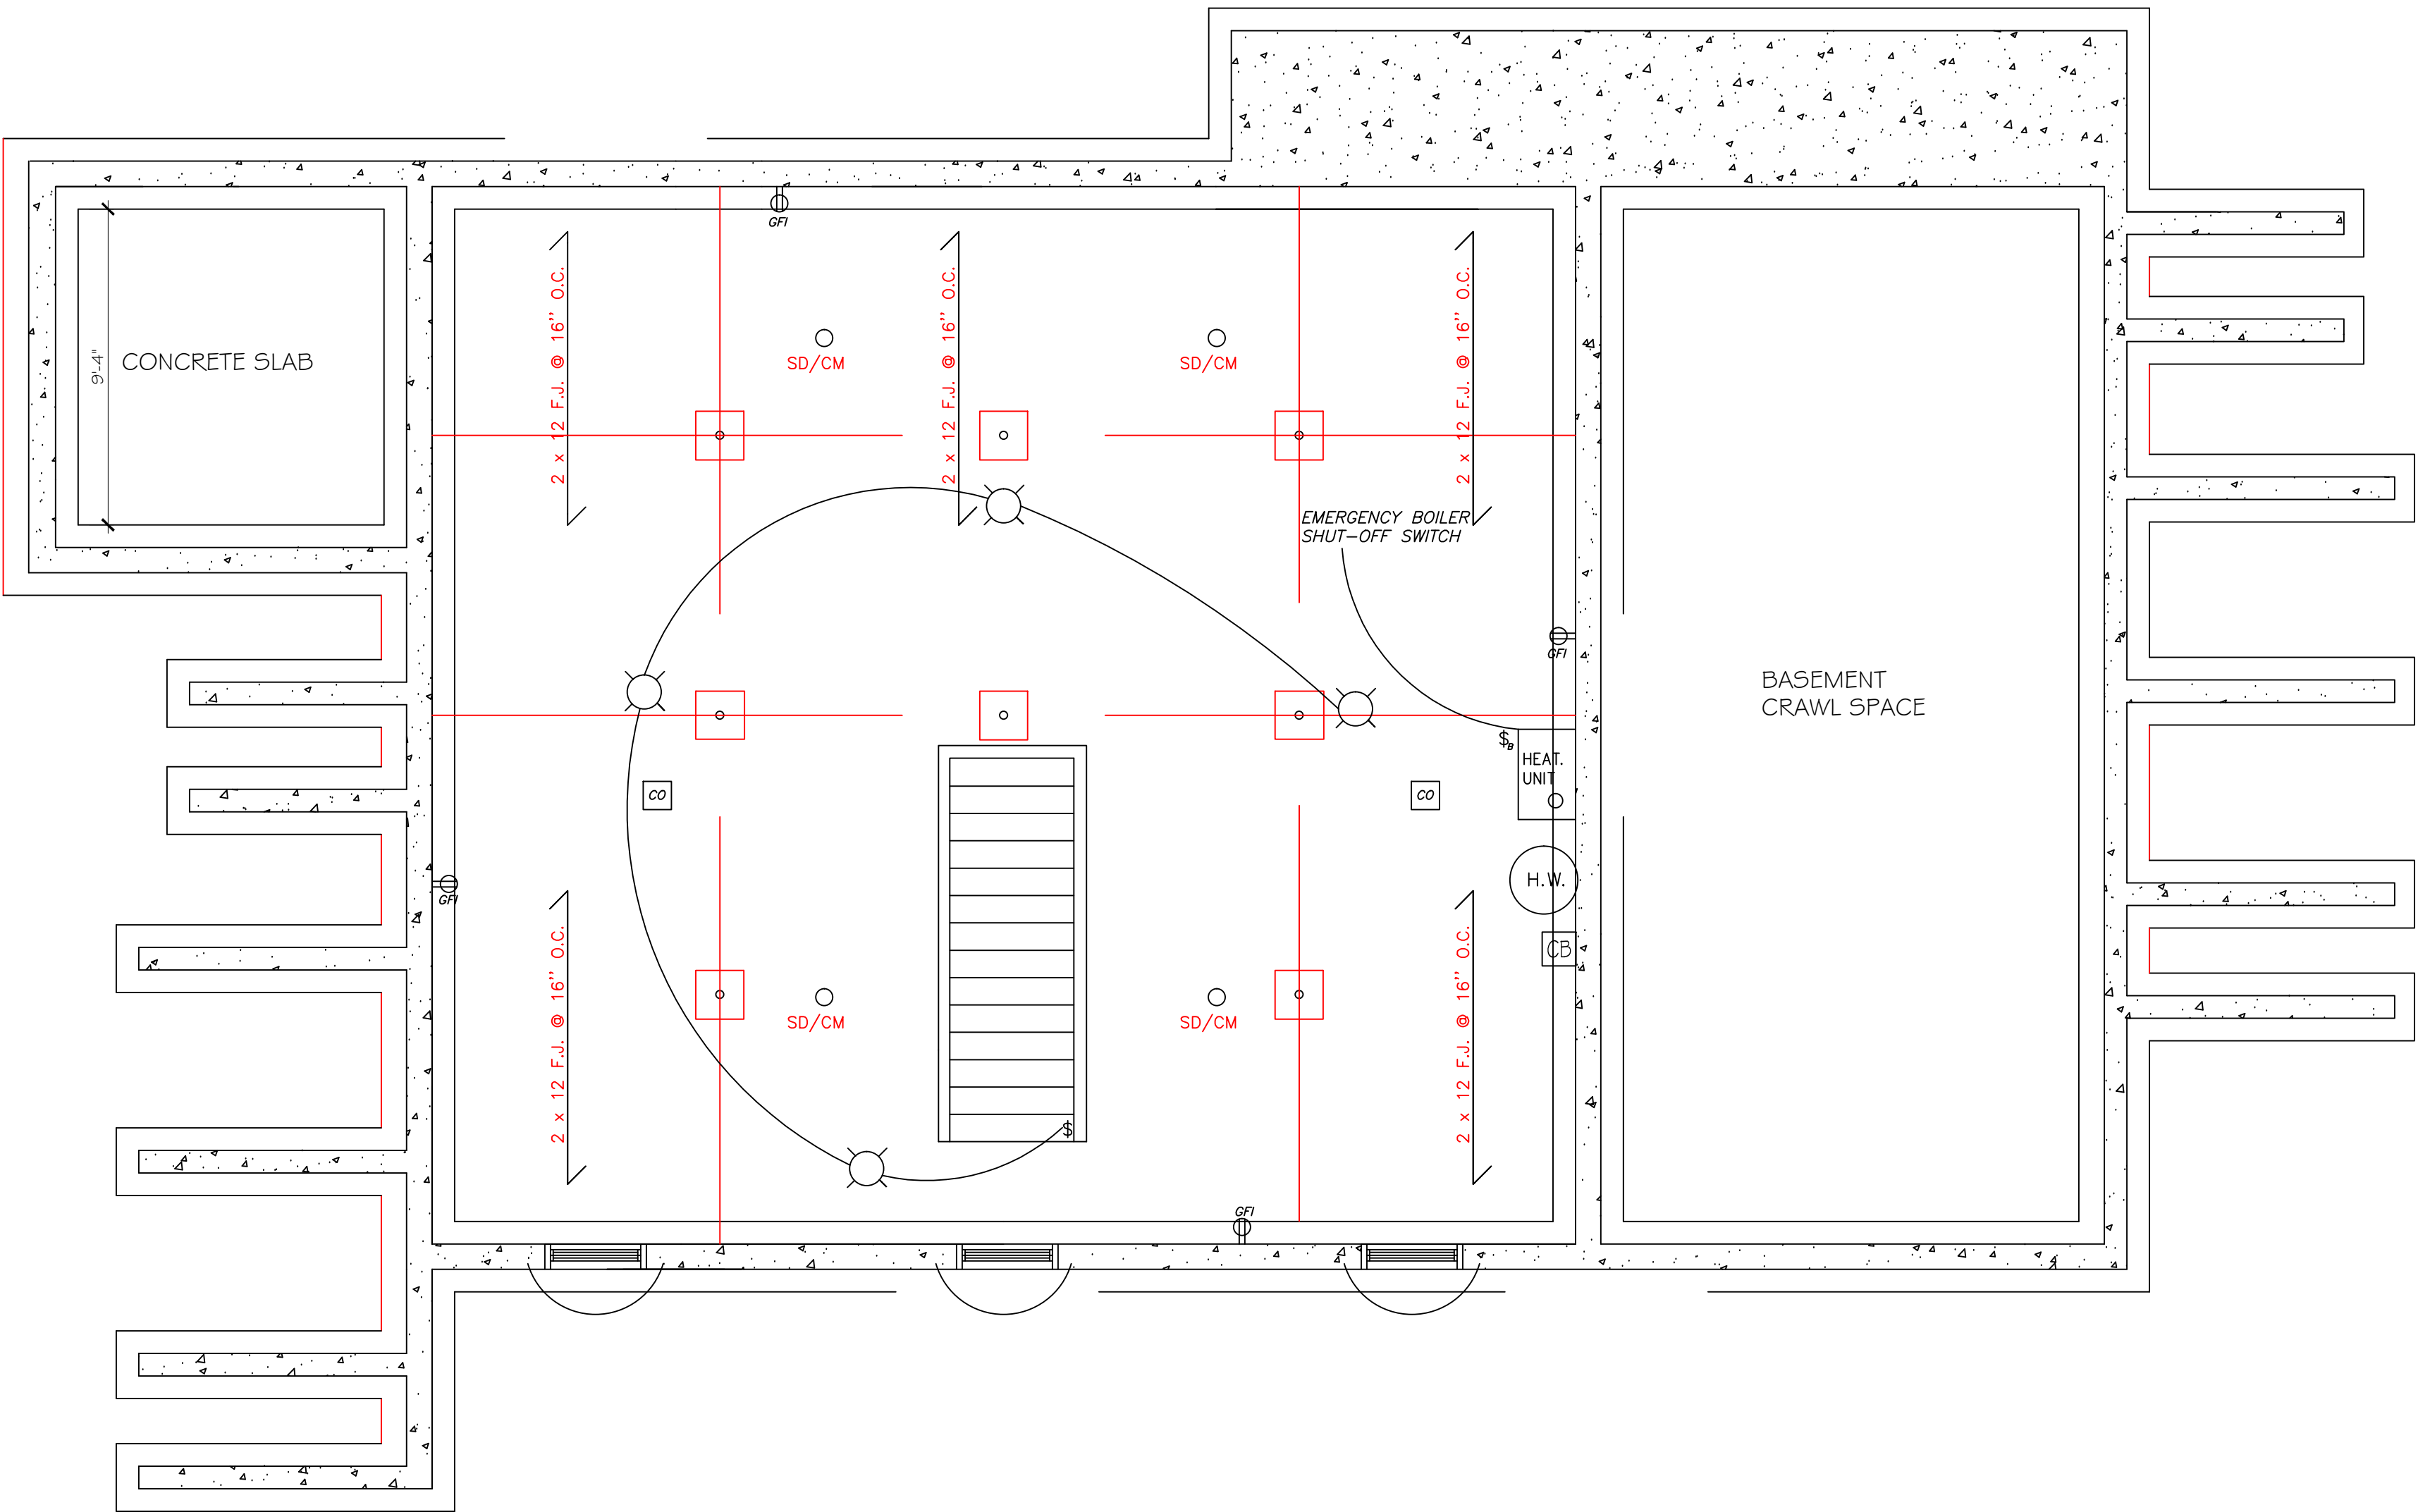 GFI
2 x 12 F.J. @ 16" O.C.
2 x 12 F.J. @ 16" O.C.
2 x 12 F.J. @ 16" O.C.
9'-4"
CONCRETE SLAB
SD/CM
SD/CM
EMERGENCY BOILER
SHUT-OFF SWITCH
GFI
BASEMENT
CRAWL SPACE
$B
HEAT.
UNIT
CO
CO
H.W.
GFI
CB
2 x 12 F.J. @ 16" O.C.
2 x 12 F.J. @ 16" O.C.
SD/CM
SD/CM
$
GFI